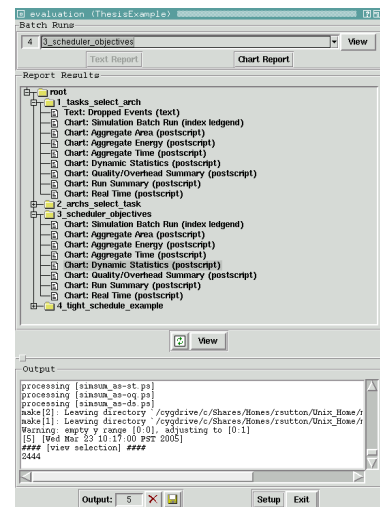 evaluation (ThesisExample)
Batch Runs
4 3_scheduler_objectives View
Text Report Chart Report
Report Results
root
1_tasks_select_arch
Text: Dropped Events (text)
Chart: Simulation Batch Run (index ledgend)
Chart: Aggregate Area (postscript)
Chart: Aggregate Energy (postscript)
Chart: Aggregate Time (postscript)
Chart: Dynamic Statistics (postscript)
Chart: Quality/Overhead Summary (postscript)
Chart: Run Summary (postscript)
Chart: Real Time (postscript)
2_archs_select_task
3_scheduler_objectives
Chart: Simulation Batch Run (index ledgend)
Chart: Aggregate Area (postscript)
Chart: Aggregate Energy (postscript)
Chart: Aggregate Time (postscript)
Chart: Dynamic Statistics (postscript)
Chart: Quality/Overhead Summary (postscript)
Chart: Run Summary (postscript)
Chart: Real Time (postscript)
4_tight_schedule_example
View
Output
processing [simsum_as-st.ps]
processing [simsum_as-oq.ps]
processing [simsum_as-ds.ps]
make[2]: Leaving directory `/cygdrive/c/Shares/Homes/rsutton/Unix_Home/r
make[1]: Leaving directory `/cygdrive/c/Shares/Homes/rsutton/Unix_Home/r
Warning: empty y range [0:0], adjusting to [0:1]
[5] [Wed Mar 23 10:17:00 PST 2005]
#### [view selection] ####
2444
Output: 5 Setup Exit